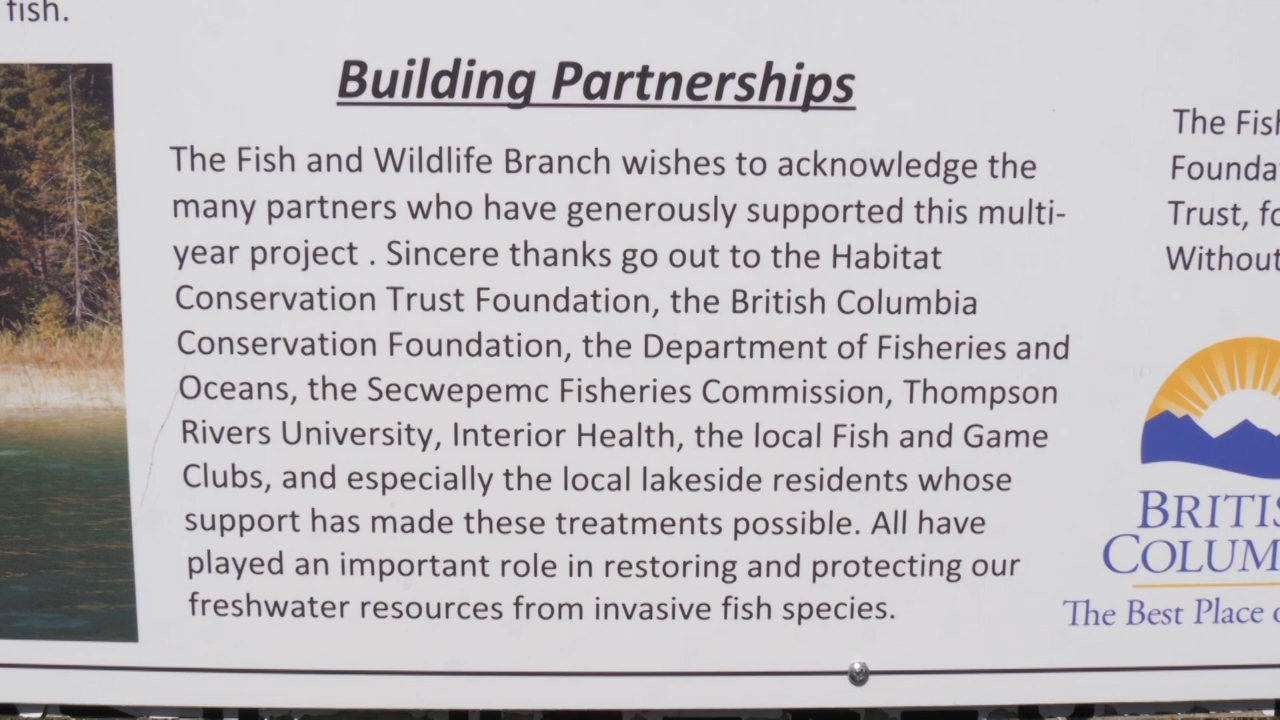 fish.
Building Partnerships
The Fish and Wildlife Branch wishes to acknowledge the
many partners who have generously supported this multi-
year project . Sincere thanks go out to the Habitat
Conservation Trust Foundation, the British Columbia
Conservation Foundation, the Department of Fisheries and
Oceans, the Secwepemc Fisheries Commission, Thompson
Rivers University, Interior Health, the local Fish and Game
Clubs, and especially the local lakeside residents whose
support has made these treatments possible. All have
played an important role in restoring and protecting our
freshwater resources from invasive fish species.
The Fish
Founda
Trust, fo
Without
BRITIS
COLUM
The Best Place